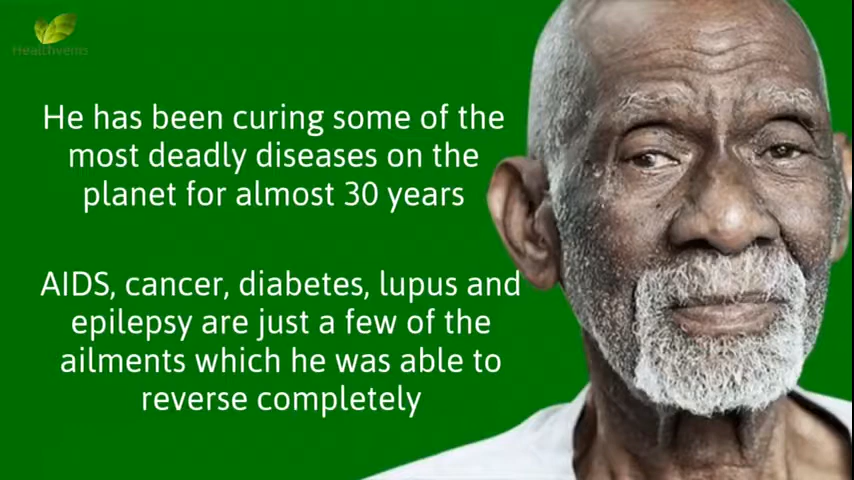 Healthvents
He has been curing some of the
most deadly diseases on the
planet for almost 30 years
AIDS, cancer, diabetes, lupus and
epilepsy are just a few of the
ailments which he was able to
reverse completely